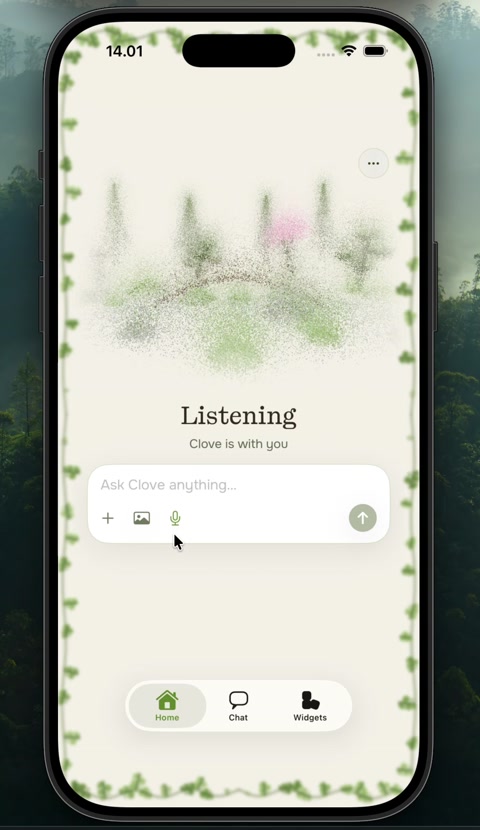 14.01
Listening
Clove is with you
Ask Clove anything...
Home
Chat
Widgets